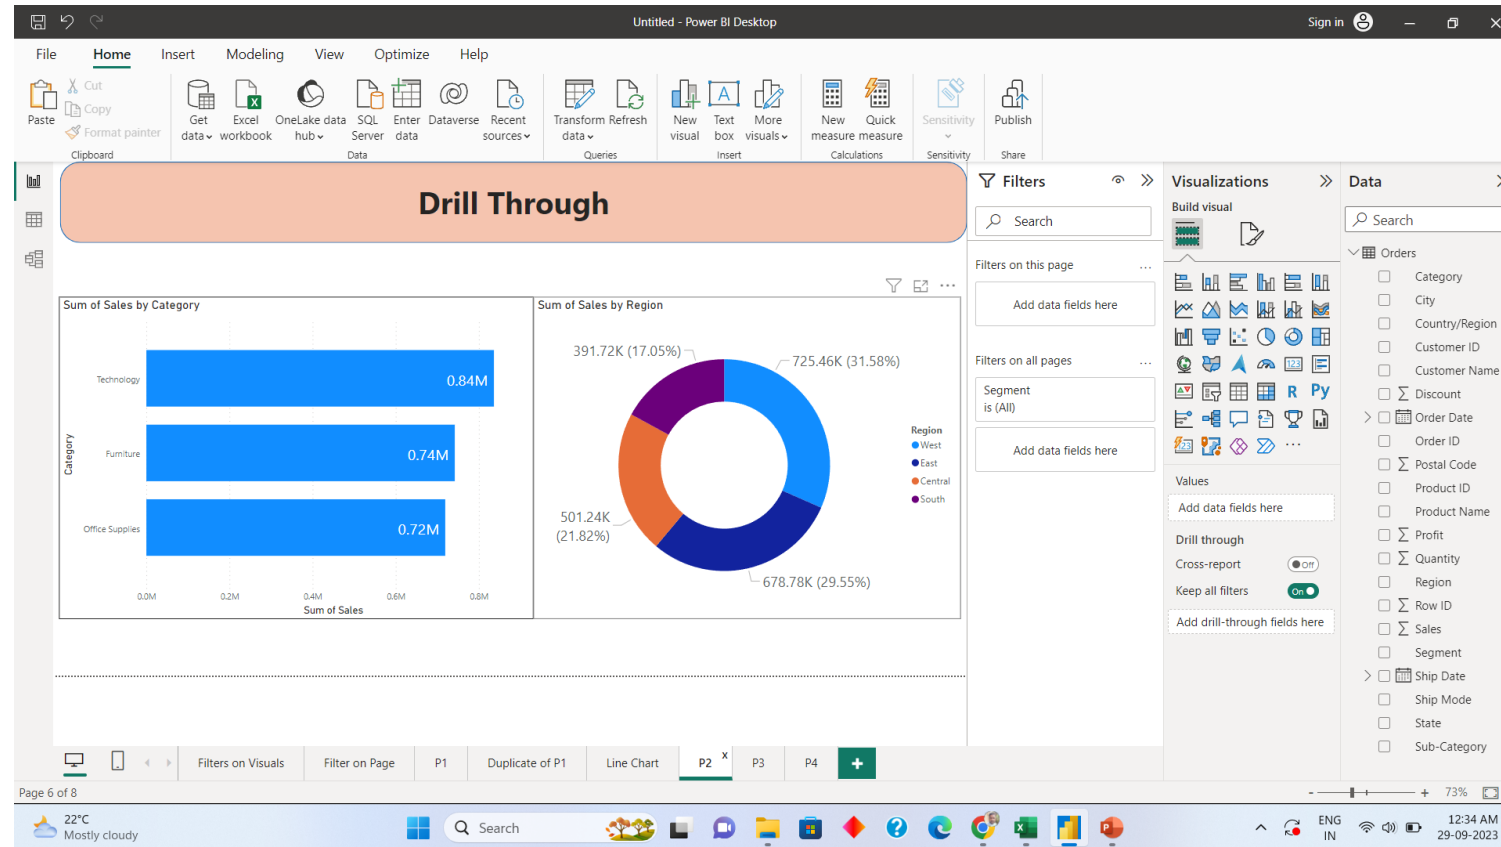 Untitled - Power BI Desktop
Sign in
File Home Insert Modeling View Optimize Help
Paste
Cut
Copy
Format painter
Clipboard
Get data
Excel workbook
OneLake data hub
SQL Server
Enter data
Dataverse
Recent sources
Data
Transform data
Refresh
Queries
New visual
Text box
More visuals
Insert
New measure
Quick measure
Calculations
Sensitivity
Sensitivity
Publish
Share
Drill Through
Sum of Sales by Category
Category
Technology
0.84M
Furniture
0.74M
Office Supplies
0.72M
0.0M 0.2M 0.4M 0.6M 0.8M
Sum of Sales
Sum of Sales by Region
391.72K (17.05%)
725.46K (31.58%)
501.24K
(21.82%)
678.78K (29.55%)
Region
West
East
Central
South
Filters
Search
Filters on this page
Add data fields here
Filters on all pages
Segment
is (All)
Add data fields here
Visualizations
Build visual
123
R Py
123
Values
Add data fields here
Drill through
Cross-report
Off
Keep all filters
On
Add drill-through fields here
Data
Search
Orders
Category
City
Country/Region
Customer ID
Customer Name
Discount
Order Date
Order ID
Postal Code
Product ID
Product Name
Profit
Quantity
Region
Row ID
Sales
Segment
Ship Date
Ship Mode
State
Sub-Category
Filters on Visuals Filter on Page P1 Duplicate of P1 Line Chart P2 X P3 P4 +
Page 6 of 8
- + 73%
22°C
Mostly cloudy
Search
ENG
IN
12:34 AM
29-09-2023